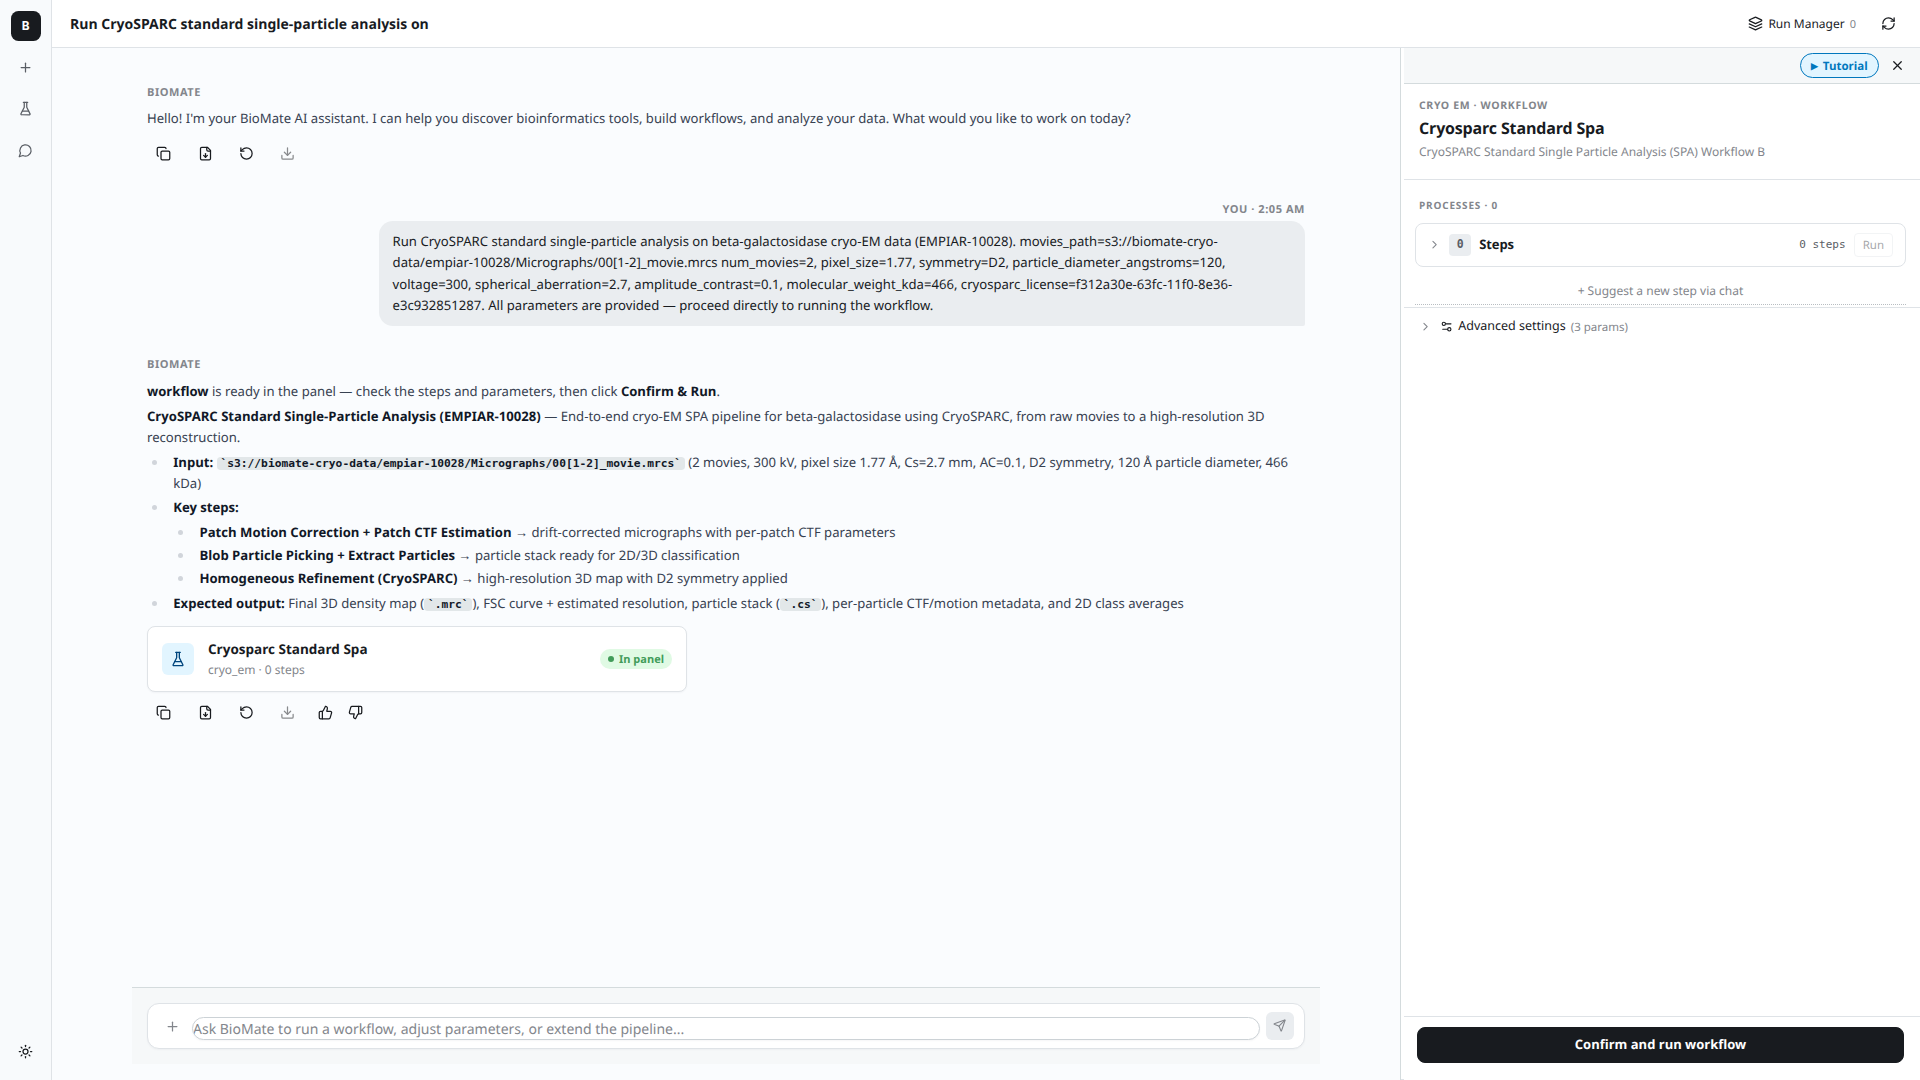 B
Run CryoSPARC standard single-particle analysis on
Run Manager 0
BIOMATE
Hello! I'm your BioMate AI assistant. I can help you discover bioinformatics tools, build workflows, and analyze your data. What would you like to work on today?
YOU · 2:05 AM
Run CryoSPARC standard single-particle analysis on beta-galactosidase cryo-EM data (EMPIAR-10028). movies_path=s3://biomate-cryo-
data/empiar-10028/Micrographs/00[1-2]_movie.mrcs num_movies=2, pixel_size=1.77, symmetry=D2, particle_diameter_angstroms=120,
voltage=300, spherical_aberration=2.7, amplitude_contrast=0.1, molecular_weight_kda=466, cryosparc_license=f312a30e-63fc-11f0-8e36-
e3c932851287. All parameters are provided — proceed directly to running the workflow.
BIOMATE
workflow is ready in the panel — check the steps and parameters, then click Confirm & Run.
CryoSPARC Standard Single-Particle Analysis (EMPIAR-10028) — End-to-end cryo-EM SPA pipeline for beta-galactosidase using CryoSPARC, from raw movies to a high-resolution 3D
reconstruction.
Input: `s3://biomate-cryo-data/empiar-10028/Micrographs/00[1-2]_movie.mrcs` (2 movies, 300 kV, pixel size 1.77 Å, Cs=2.7 mm, AC=0.1, D2 symmetry, 120 Å particle diameter, 466
kDa)
Key steps:
Patch Motion Correction + Patch CTF Estimation → drift-corrected micrographs with per-patch CTF parameters
Blob Particle Picking + Extract Particles → particle stack ready for 2D/3D classification
Homogeneous Refinement (CryoSPARC) → high-resolution 3D map with D2 symmetry applied
Expected output: Final 3D density map (`.mrc`), FSC curve + estimated resolution, particle stack (`.cs`), per-particle CTF/motion metadata, and 2D class averages
Cryosparc Standard Spa
cryo_em · 0 steps
In panel
Ask BioMate to run a workflow, adjust parameters, or extend the pipeline...
Tutorial
CRYO EM · WORKFLOW
Cryosparc Standard Spa
CryoSPARC Standard Single Particle Analysis (SPA) Workflow B
PROCESSES · 0
0 Steps 0 steps Run
+ Suggest a new step via chat
Advanced settings (3 params)
Confirm and run workflow